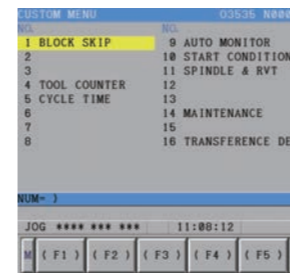 CUSTOM MENU O3535 N000
NO. NO.
1 BLOCK SKIP 9 AUTO MONITOR
2 10 START CONDITION
3 11 SPINDLE & RVT
4 TOOL COUNTER 12
5 CYCLE TIME 13
6 14 MAINTENANCE
7 15
8 16 TRANSFERENCE DE
NUM= )
JOG **** *** *** 11:08:12
M ( F1 ) ( F2 ) ( F3 ) ( F4 ) ( F5 )